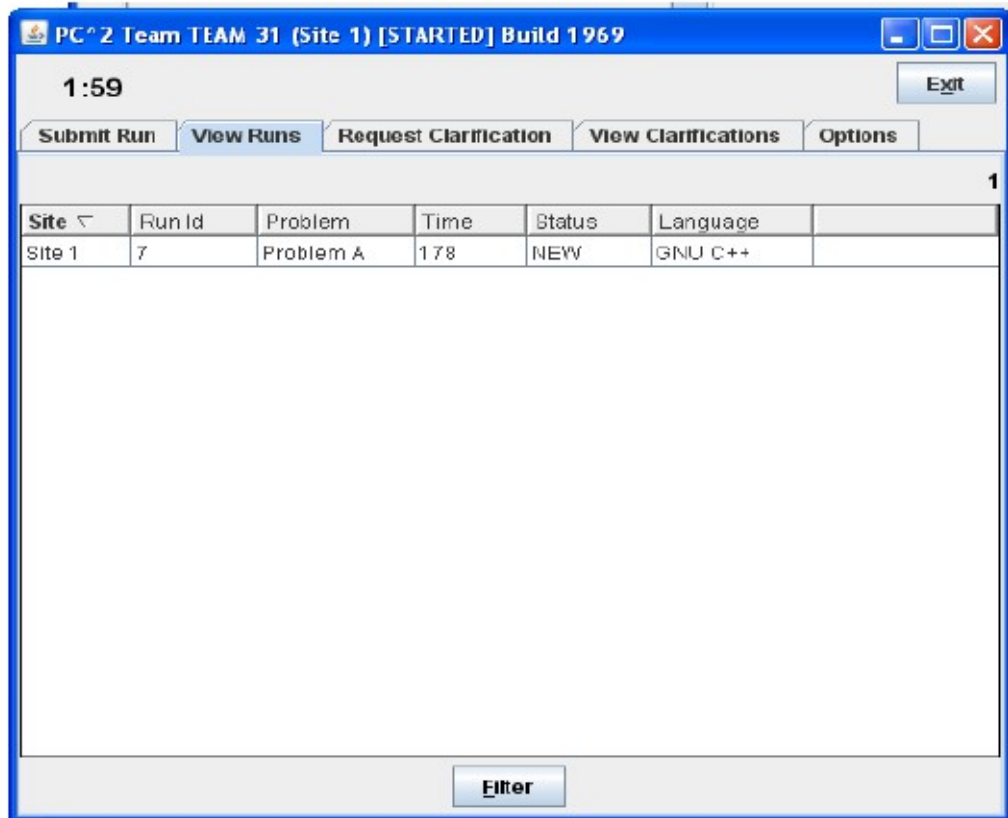 PC^2 Team TEAM 31 (Site 1) [STARTED] Build 1969
1:59 Exit
Submit Run View Runs Request Clarification View Clarifications Options
1
Site Run Id Problem Time Status Language
Site 1 7 Problem A 178 NEW GNU C++
Filter